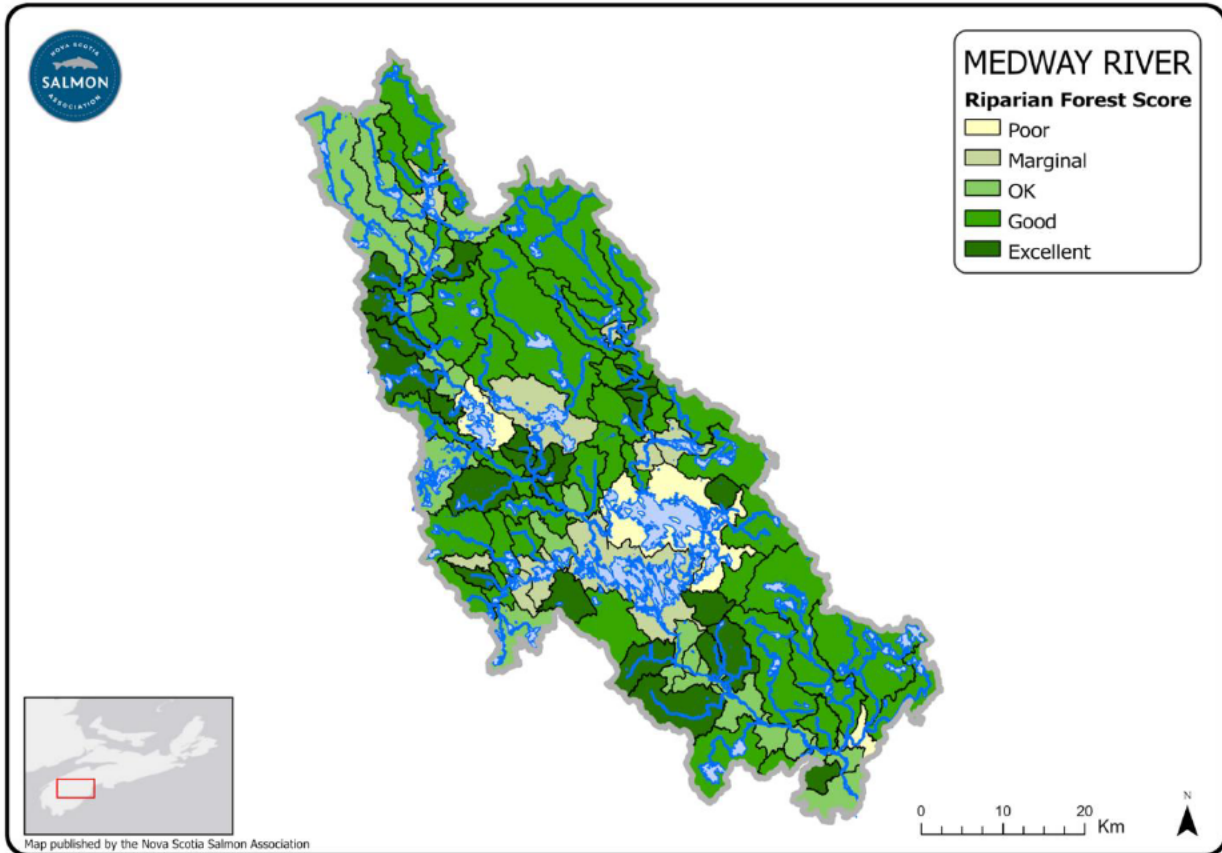 NOVA SCOTIA
SALMON
ASSOCIATION
MEDWAY RIVER
Riparian Forest Score
Poor
Marginal
OK
Good
Excellent
N
0 10 20
Km
Map published by the Nova Scotia Salmon Association